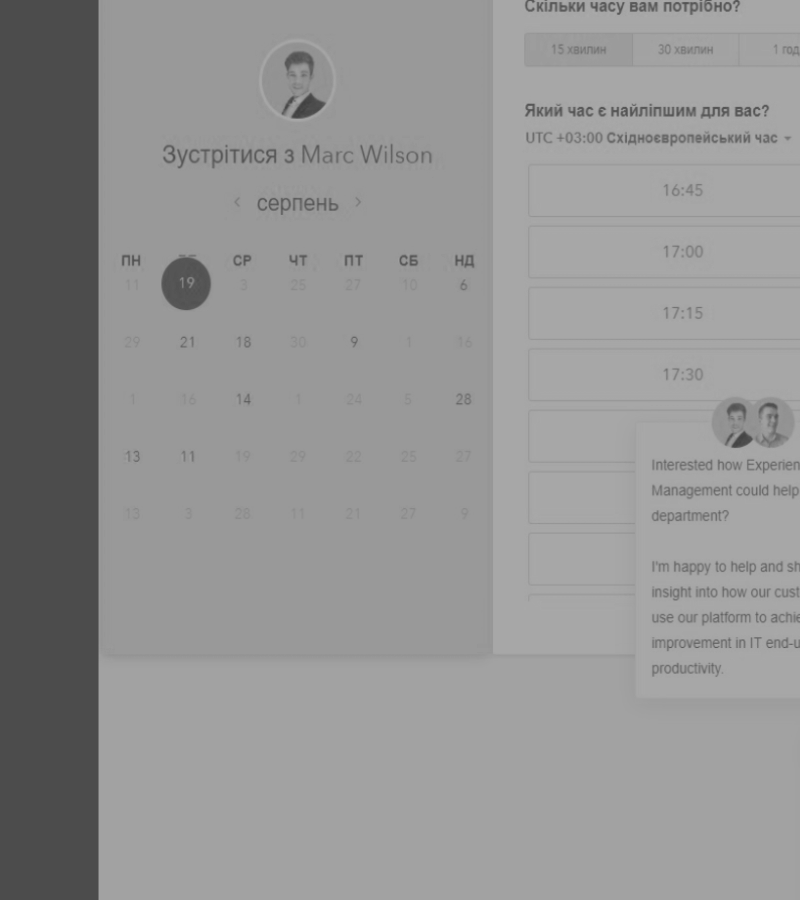 Скільки часу вам потрібно?
15 хвилин 30 хвилин 1 год
Який час є найліпшим для вас?
UTC +03:00 Східноєвропейський час
Зустрітися з Marc Wilson
серпень
ПН СР ЧТ ПТ СБ НД
11 19 3 25 27 10 6
29 21 18 30 9 1 16
1 16 14 1 24 5 28
13 11 19 29 22 25 27
13 3 28 11 21 27 9
16:45
17:00
17:15
17:30
Interested how Experien
Management could help
department?
I'm happy to help and sh
insight into how our cust
use our platform to achie
improvement in IT end-u
productivity.